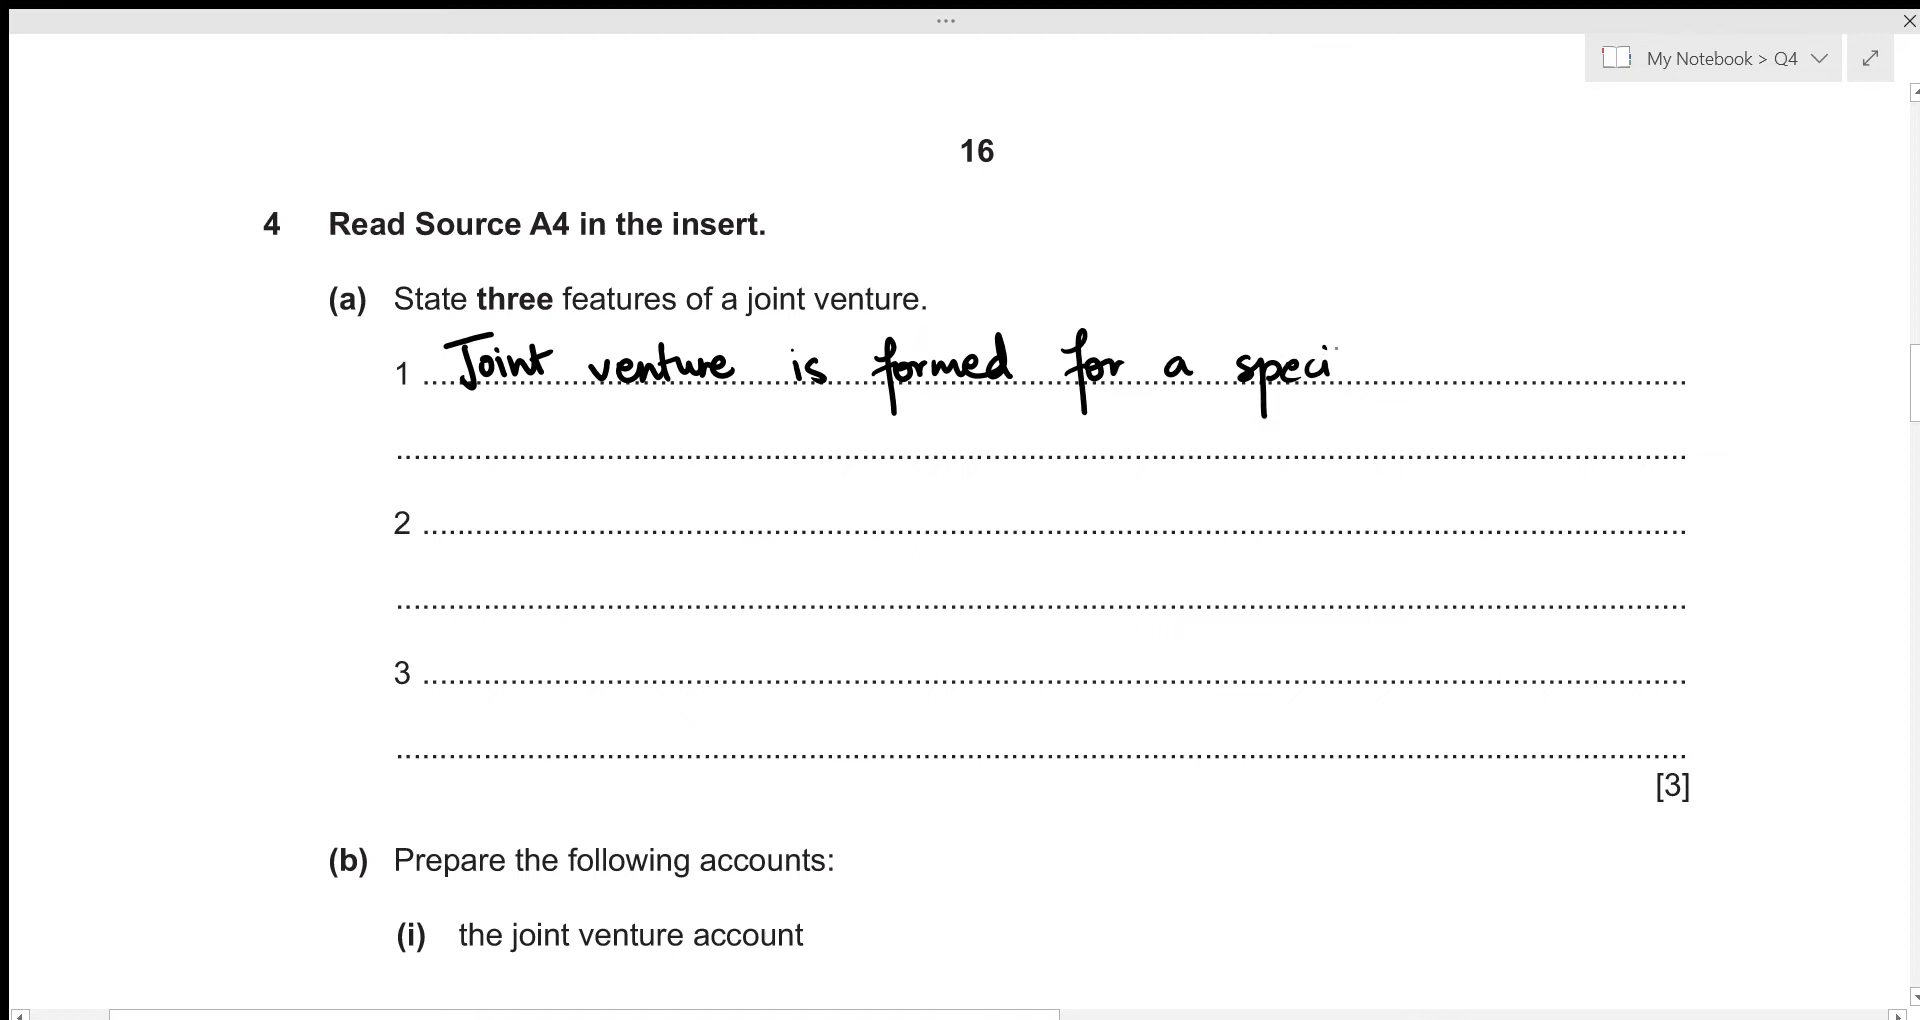 My Notebook > Q4
16
4 Read Source A4 in the insert.
(a) State three features of a joint venture.
1 Joint venture is formed for a speci
2
3
[3]
(b) Prepare the following accounts:
(i) the joint venture account